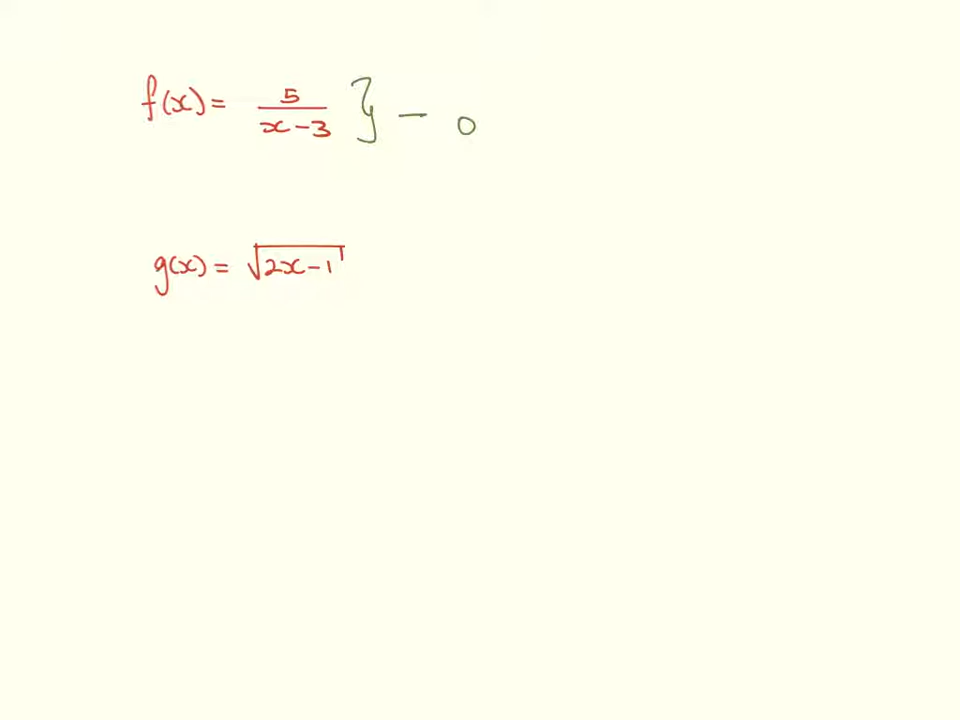 f(x) = 5/(x-3) } - 0
g(x) = √(2x-1)